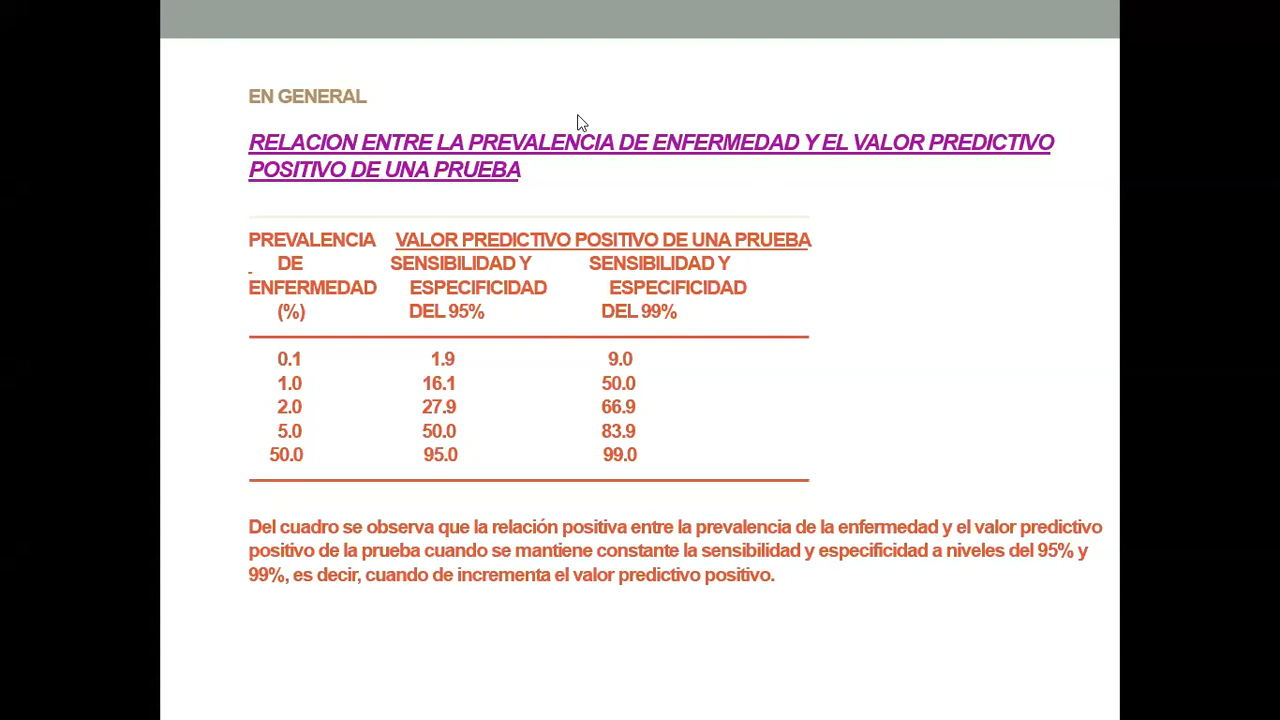 EN GENERAL
RELACION ENTRE LA PREVALENCIA DE ENFERMEDAD Y EL VALOR PREDICTIVO
POSITIVO DE UNA PRUEBA
PREVALENCIA VALOR PREDICTIVO POSITIVO DE UNA PRUEBA
DE SENSIBILIDAD Y SENSIBILIDAD Y
ENFERMEDAD ESPECIFICIDAD ESPECIFICIDAD
(%) DEL 95% DEL 99%
0.1 1.9 9.0
1.0 16.1 50.0
2.0 27.9 66.9
5.0 50.0 83.9
50.0 95.0 99.0
Del cuadro se observa que la relación positiva entre la prevalencia de la enfermedad y el valor predictivo
positivo de la prueba cuando se mantiene constante la sensibilidad y especificidad a niveles del 95% y
99%, es decir, cuando de incrementa el valor predictivo positivo.